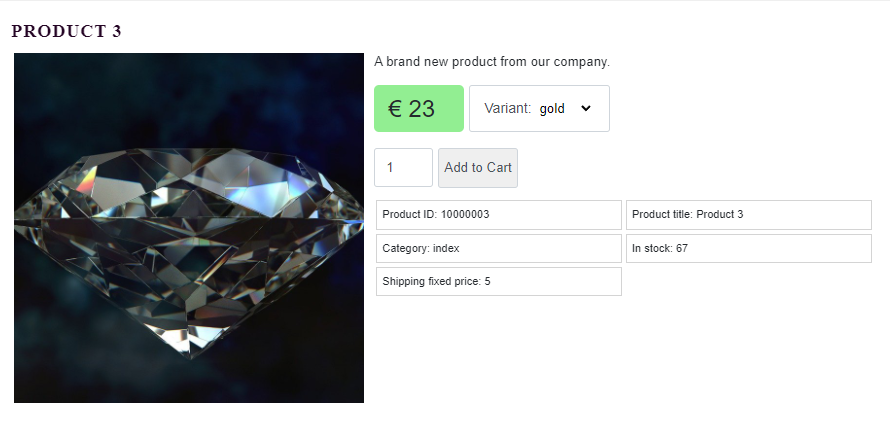 PRODUCT 3
A brand new product from our company.
€ 23
Variant: gold
1
Add to Cart
Product ID: 10000003
Product title: Product 3
Category: index
In stock: 67
Shipping fixed price: 5